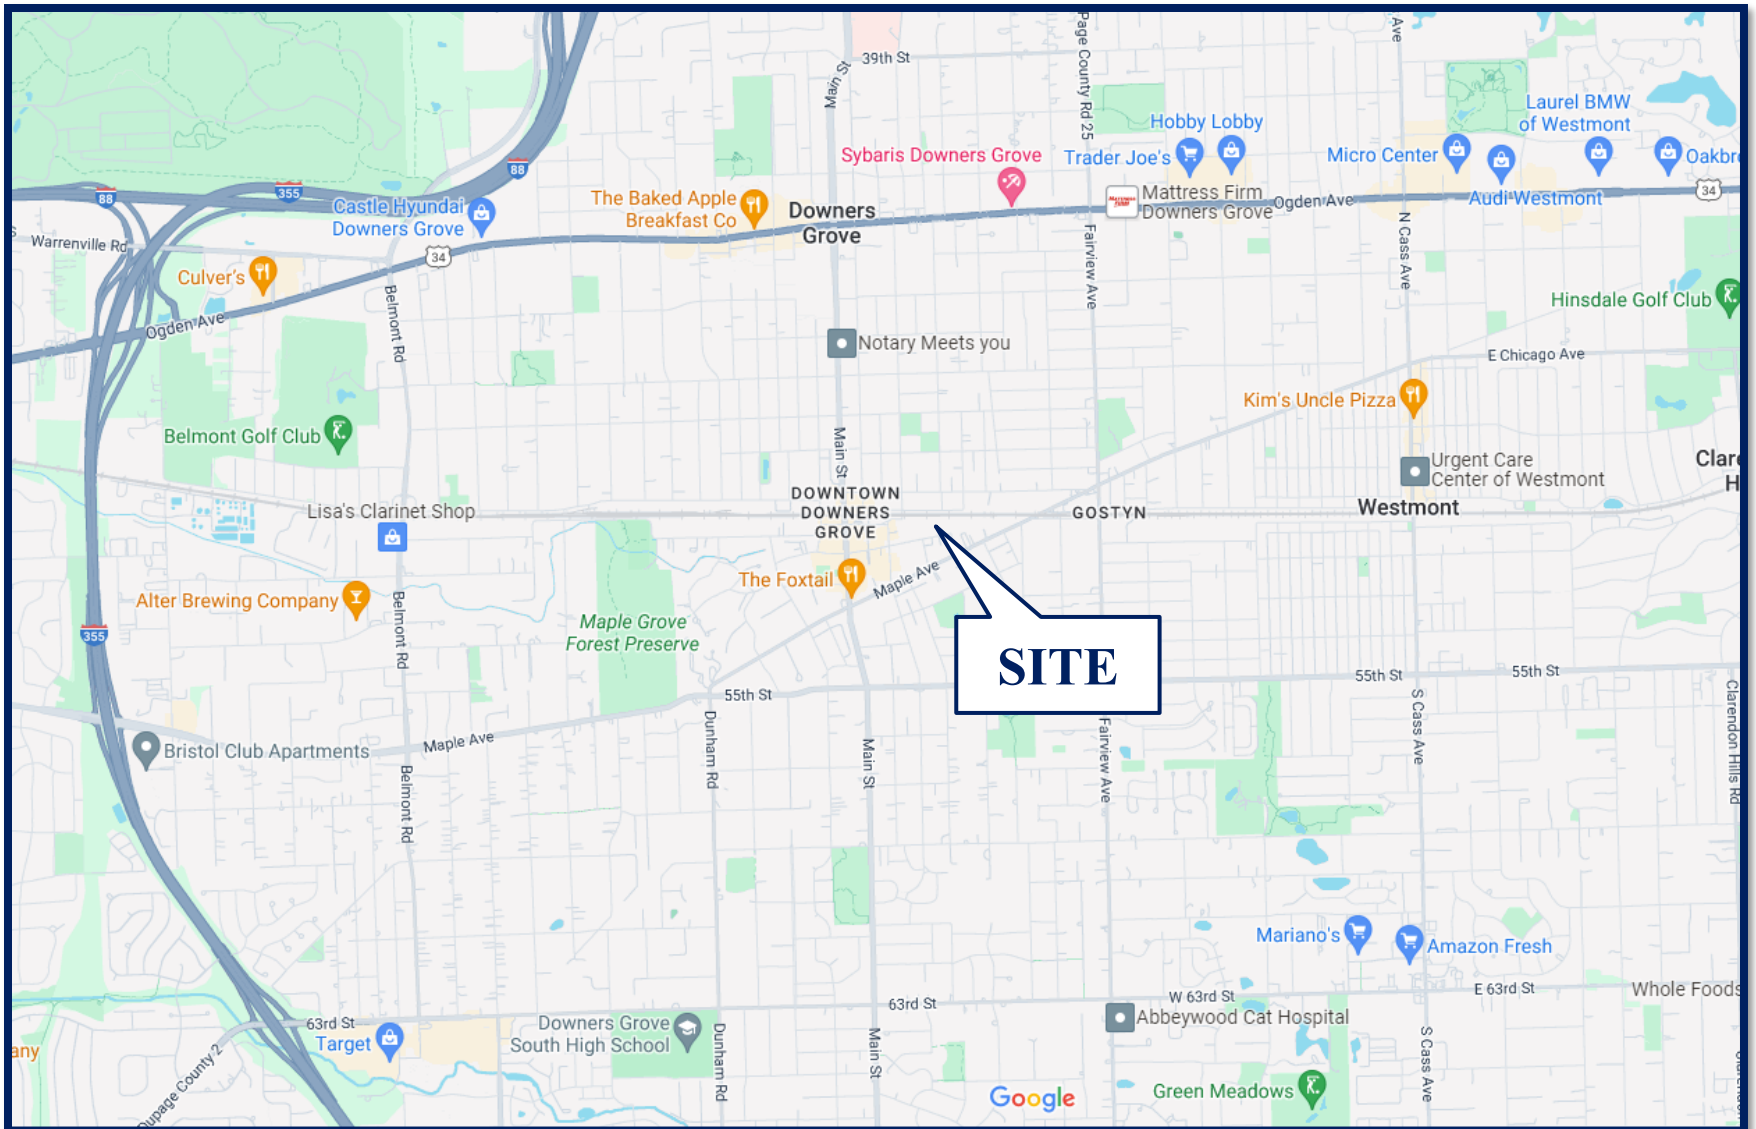 Ave
Page County Rd 25
39th St
Main St
Laurel BMW
of Westmont
Hobby Lobby
Sybaris Downers Grove
Trader Joe's
Micro Center
88
88
355
Castle Hyundai
Downers Grove
The Baked Apple
Breakfast Co
Downers
Grove
Mattress Firm
Downers Grove
Ogden Ave
Audi Westmont
34
Warrenville Rd
34
Culver's
Ogden Ave
Belmont Rd
Fairview Ave
N Cass Ave
Hinsdale Golf Club
Notary Meets you
E Chicago Ave
Kim's Uncle Pizza
Belmont Golf Club
Main St
Urgent Care
Center of Westmont
Westmont
Lisa's Clarinet Shop
DOWNTOWN
DOWNERS
GROVE
GOSTYN
The Foxtail
Maple Ave
Alter Brewing Company
Belmont Rd
Maple Grove
Forest Preserve
355
SITE
55th St
55th St
55th St
Bristol Club Apartments
Maple Ave
Belmont Rd
Dunham Rd
Main St
Fairview Ave
S Cass Ave
Clarendon Hills Rd
Mariano's
Amazon Fresh
63rd St
W 63rd St
E 63rd St
Whole Foods
63rd St
Target
Downers Grove
South High School
Dunham Rd
Main St
Abbeywood Cat Hospital
S Cass Ave
Dupage County 2
Google
Green Meadows